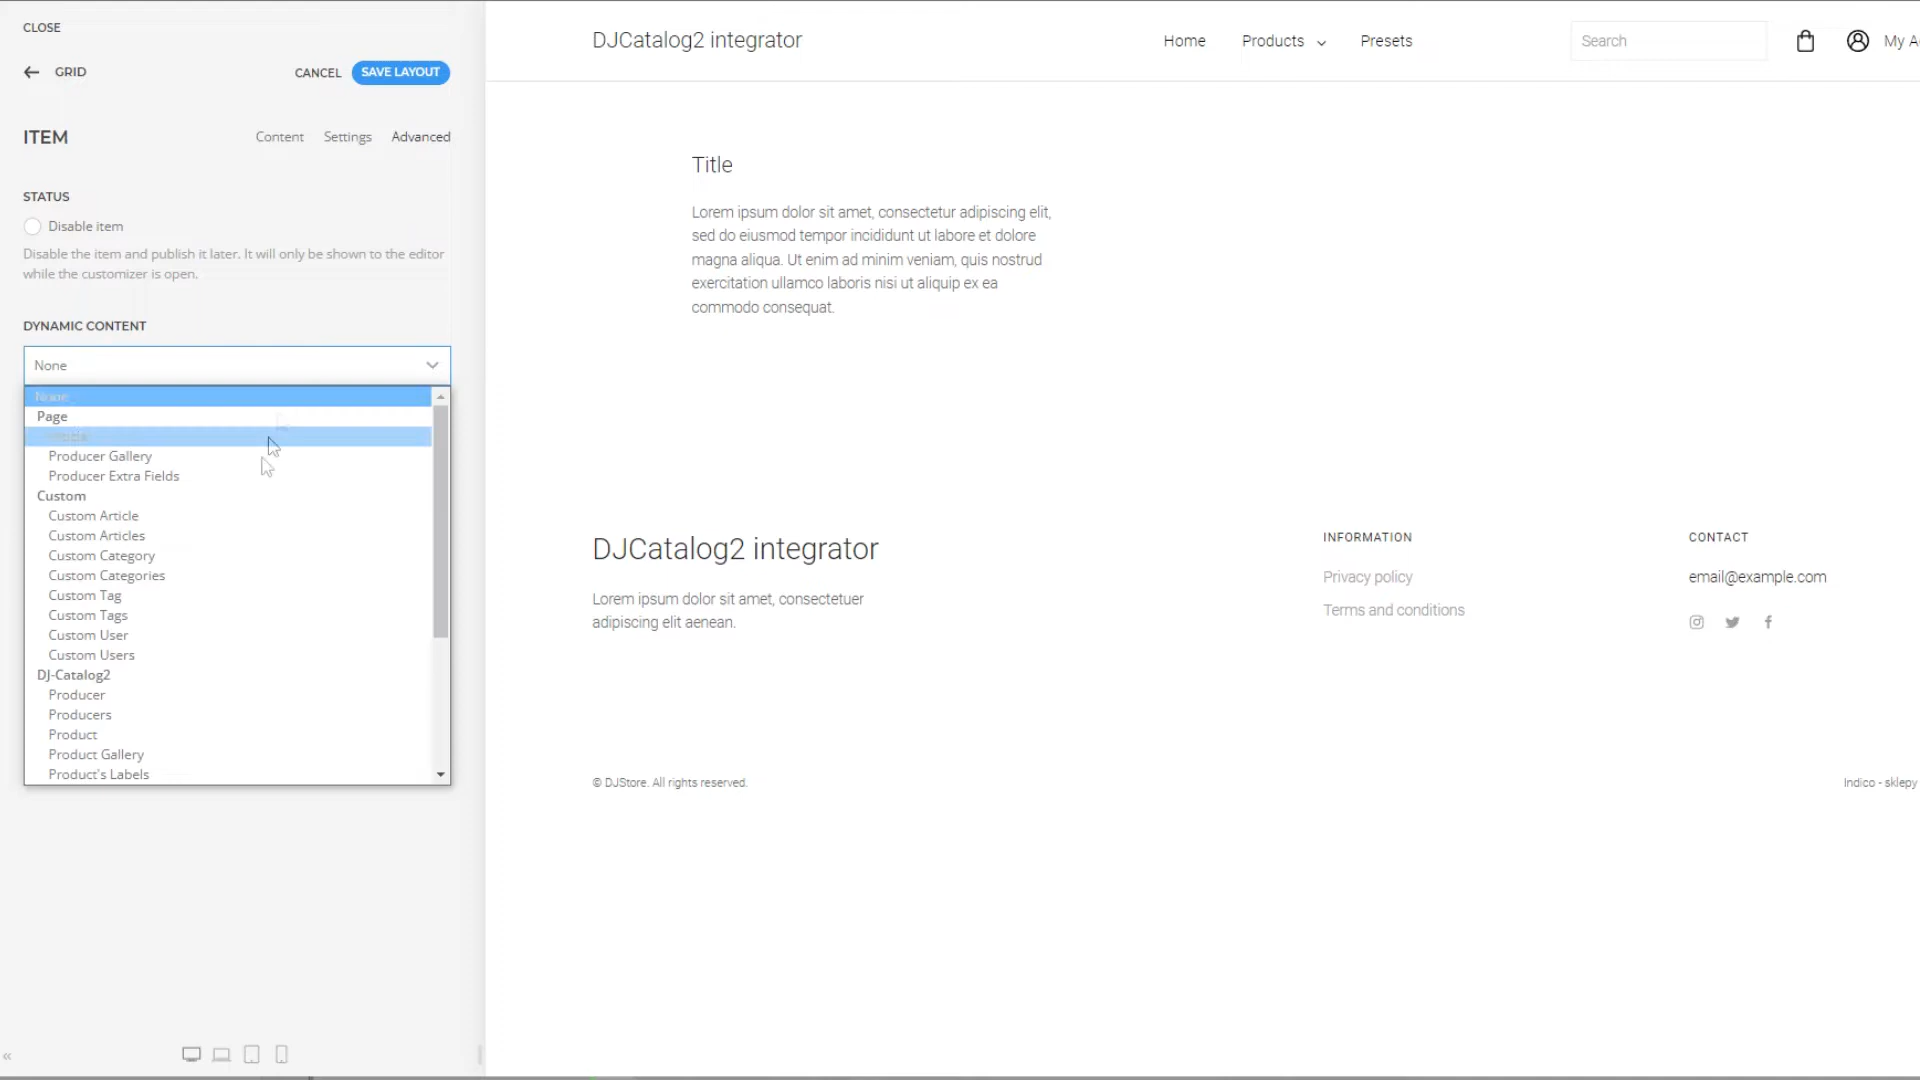 CLOSE
GRID
CANCEL
SAVE LAYOUT
ITEM
Content
Settings
Advanced
STATUS
Disable item
Disable the item and publish it later. It will only be shown to the editor
while the customizer is open.
DYNAMIC CONTENT
None
None
Page
Producer Gallery
Producer Extra Fields
Custom
Custom Article
Custom Articles
Custom Category
Custom Categories
Custom Tag
Custom Tags
Custom User
Custom Users
DJ-Catalog2
Producer
Producers
Product
Product Gallery
Product's Labels
DJCatalog2 integrator
Home
Products
Presets
Search
My A
Title
Lorem ipsum dolor sit amet, consectetur adipiscing elit,
sed do eiusmod tempor incididunt ut labore et dolore
magna aliqua. Ut enim ad minim veniam, quis nostrud
exercitation ullamco laboris nisi ut aliquip ex ea
commodo consequat.
DJCatalog2 integrator
Lorem ipsum dolor sit amet, consectetuer
adipiscing elit aenean.
INFORMATION
Privacy policy
Terms and conditions
CONTACT
email@example.com
© DJStore. All rights reserved.
Indico - sklepy